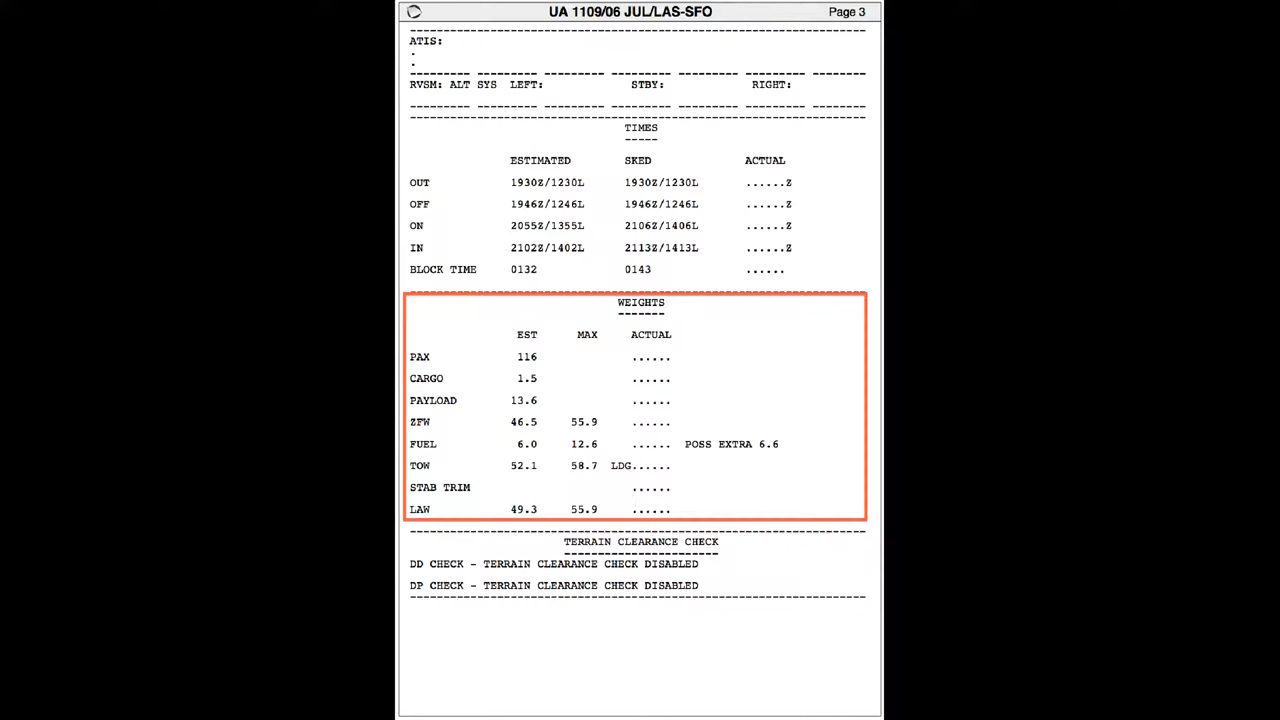 UA 1109/06 JUL/LAS-SFO Page 3
ATIS:
.
.
RVSM: ALT SYS LEFT: STBY: RIGHT:
TIMES
ESTIMATED SKED ACTUAL
OUT 1930Z/1230L 1930Z/1230L ......Z
OFF 1946Z/1246L 1946Z/1246L ......Z
ON 2055Z/1355L 2106Z/1406L ......Z
IN 2102Z/1402L 2113Z/1413L ......Z
BLOCK TIME 0132 0143 ......
WEIGHTS
EST MAX ACTUAL
PAX 116 ......
CARGO 1.5 ......
PAYLOAD 13.6 ......
ZFW 46.5 55.9 ......
FUEL 6.0 12.6 ...... POSS EXTRA 6.6
TOW 52.1 58.7 LDG......
STAB TRIM ......
LAW 49.3 55.9 ......
TERRAIN CLEARANCE CHECK
DD CHECK - TERRAIN CLEARANCE CHECK DISABLED
DP CHECK - TERRAIN CLEARANCE CHECK DISABLED